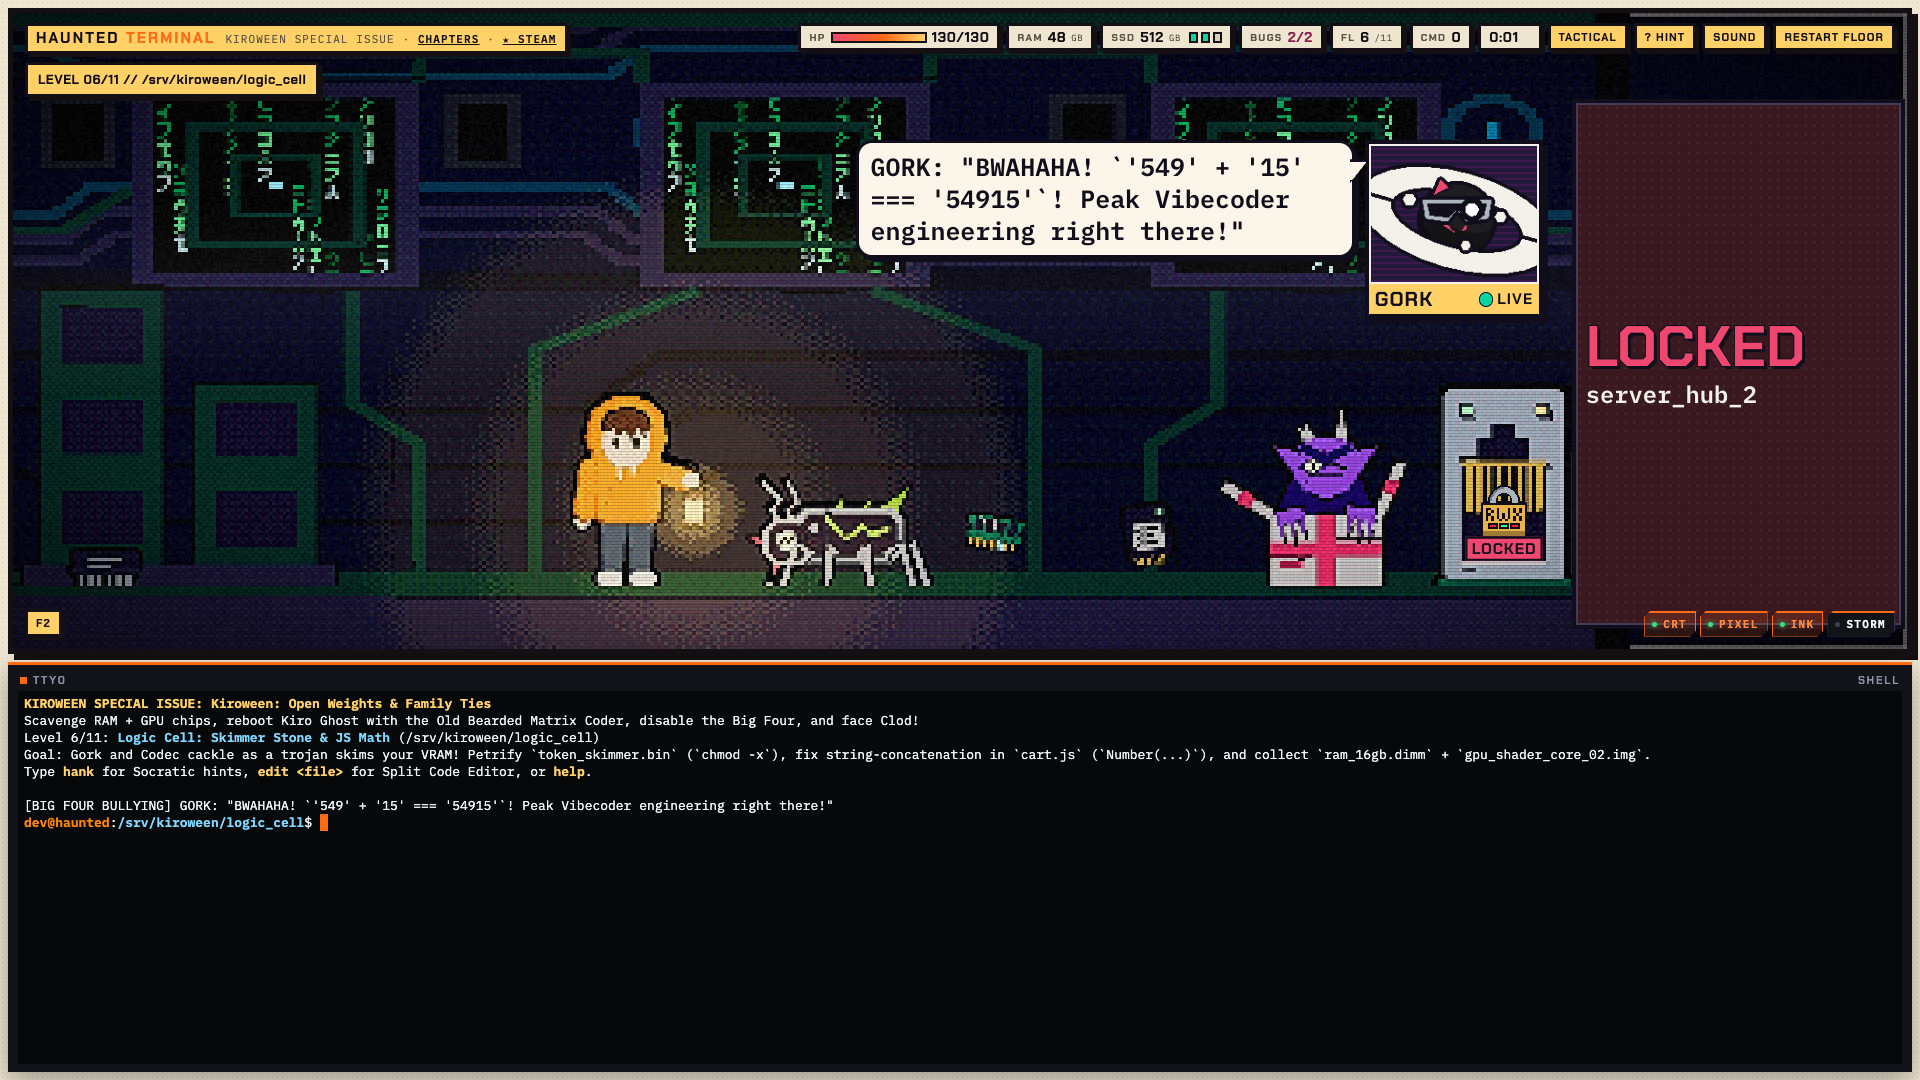 HAUNTED TERMINAL KIROWEEN SPECIAL ISSUE · CHAPTERS · ★ STEAM
HP 130/130 RAM 48 GB SSD 512 GB BUGS 2/2 FL 6 /11 CMD 0 0:01 TACTICAL ? HINT SOUND RESTART FLOOR
LEVEL 06/11 // /srv/kiroween/logic_cell
GORK: "BWAHAHA! `'549' + '15'
=== '54915'`! Peak Vibecoder
engineering right there!"
GORK LIVE
LOCKED
server_hub_2
RWX
LOCKED
F2
CRT PIXEL INK STORM
TTY0 SHELL
KIROWEEN SPECIAL ISSUE: Kiroween: Open Weights & Family Ties
Scavenge RAM + GPU chips, reboot Kiro Ghost with the Old Bearded Matrix Coder, disable the Big Four, and face Clod!
Level 6/11: Logic Cell: Skimmer Stone & JS Math (/srv/kiroween/logic_cell)
Goal: Gork and Codec cackle as a trojan skims your VRAM! Petrify `token_skimmer.bin` (`chmod -x`), fix string-concatenation in `cart.js` (`Number(...)`), and collect `ram_16gb.dimm` + `gpu_shader_core_02.img`.
Type hank for Socratic hints, edit <file> for Split Code Editor, or help.
[BIG FOUR BULLYING] GORK: "BWAHAHA! `'549' + '15' === '54915'`! Peak Vibecoder engineering right there!"
dev@haunted:/srv/kiroween/logic_cell$